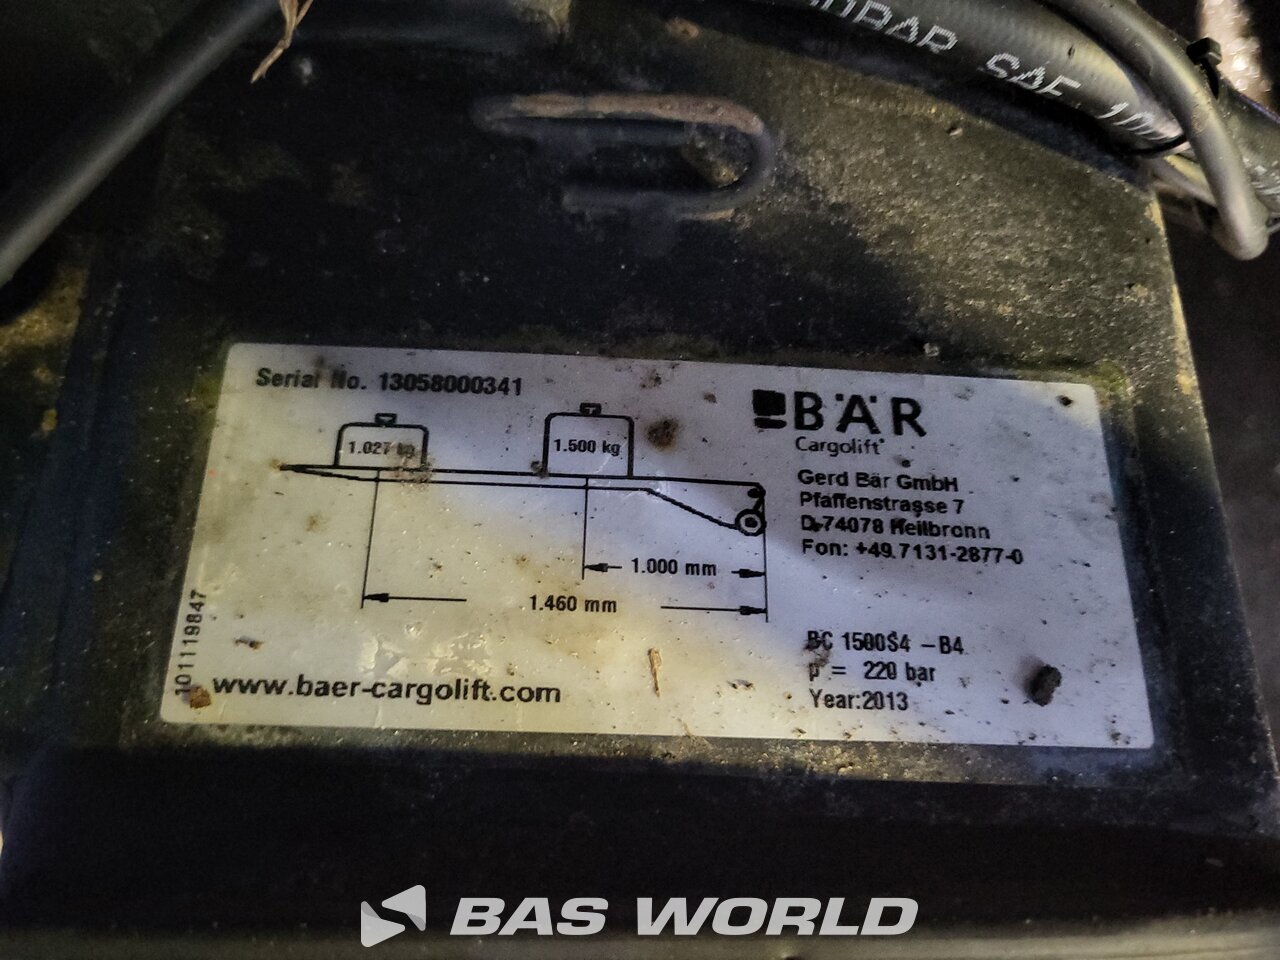 SAE 100
Serial No. 13058000341
1.027 kg
1.500 kg
BÄR
Cargolift
Gerd Bär GmbH
Pfaffenstrasse 7
D-74078 Heilbronn
Fon: +49.7131-2877-0
1.000 mm
1.460 mm
BC 1500S4 -B4
p = 220 bar
Year:2013
101119847
www.baer-cargolift.com
BAS WORLD